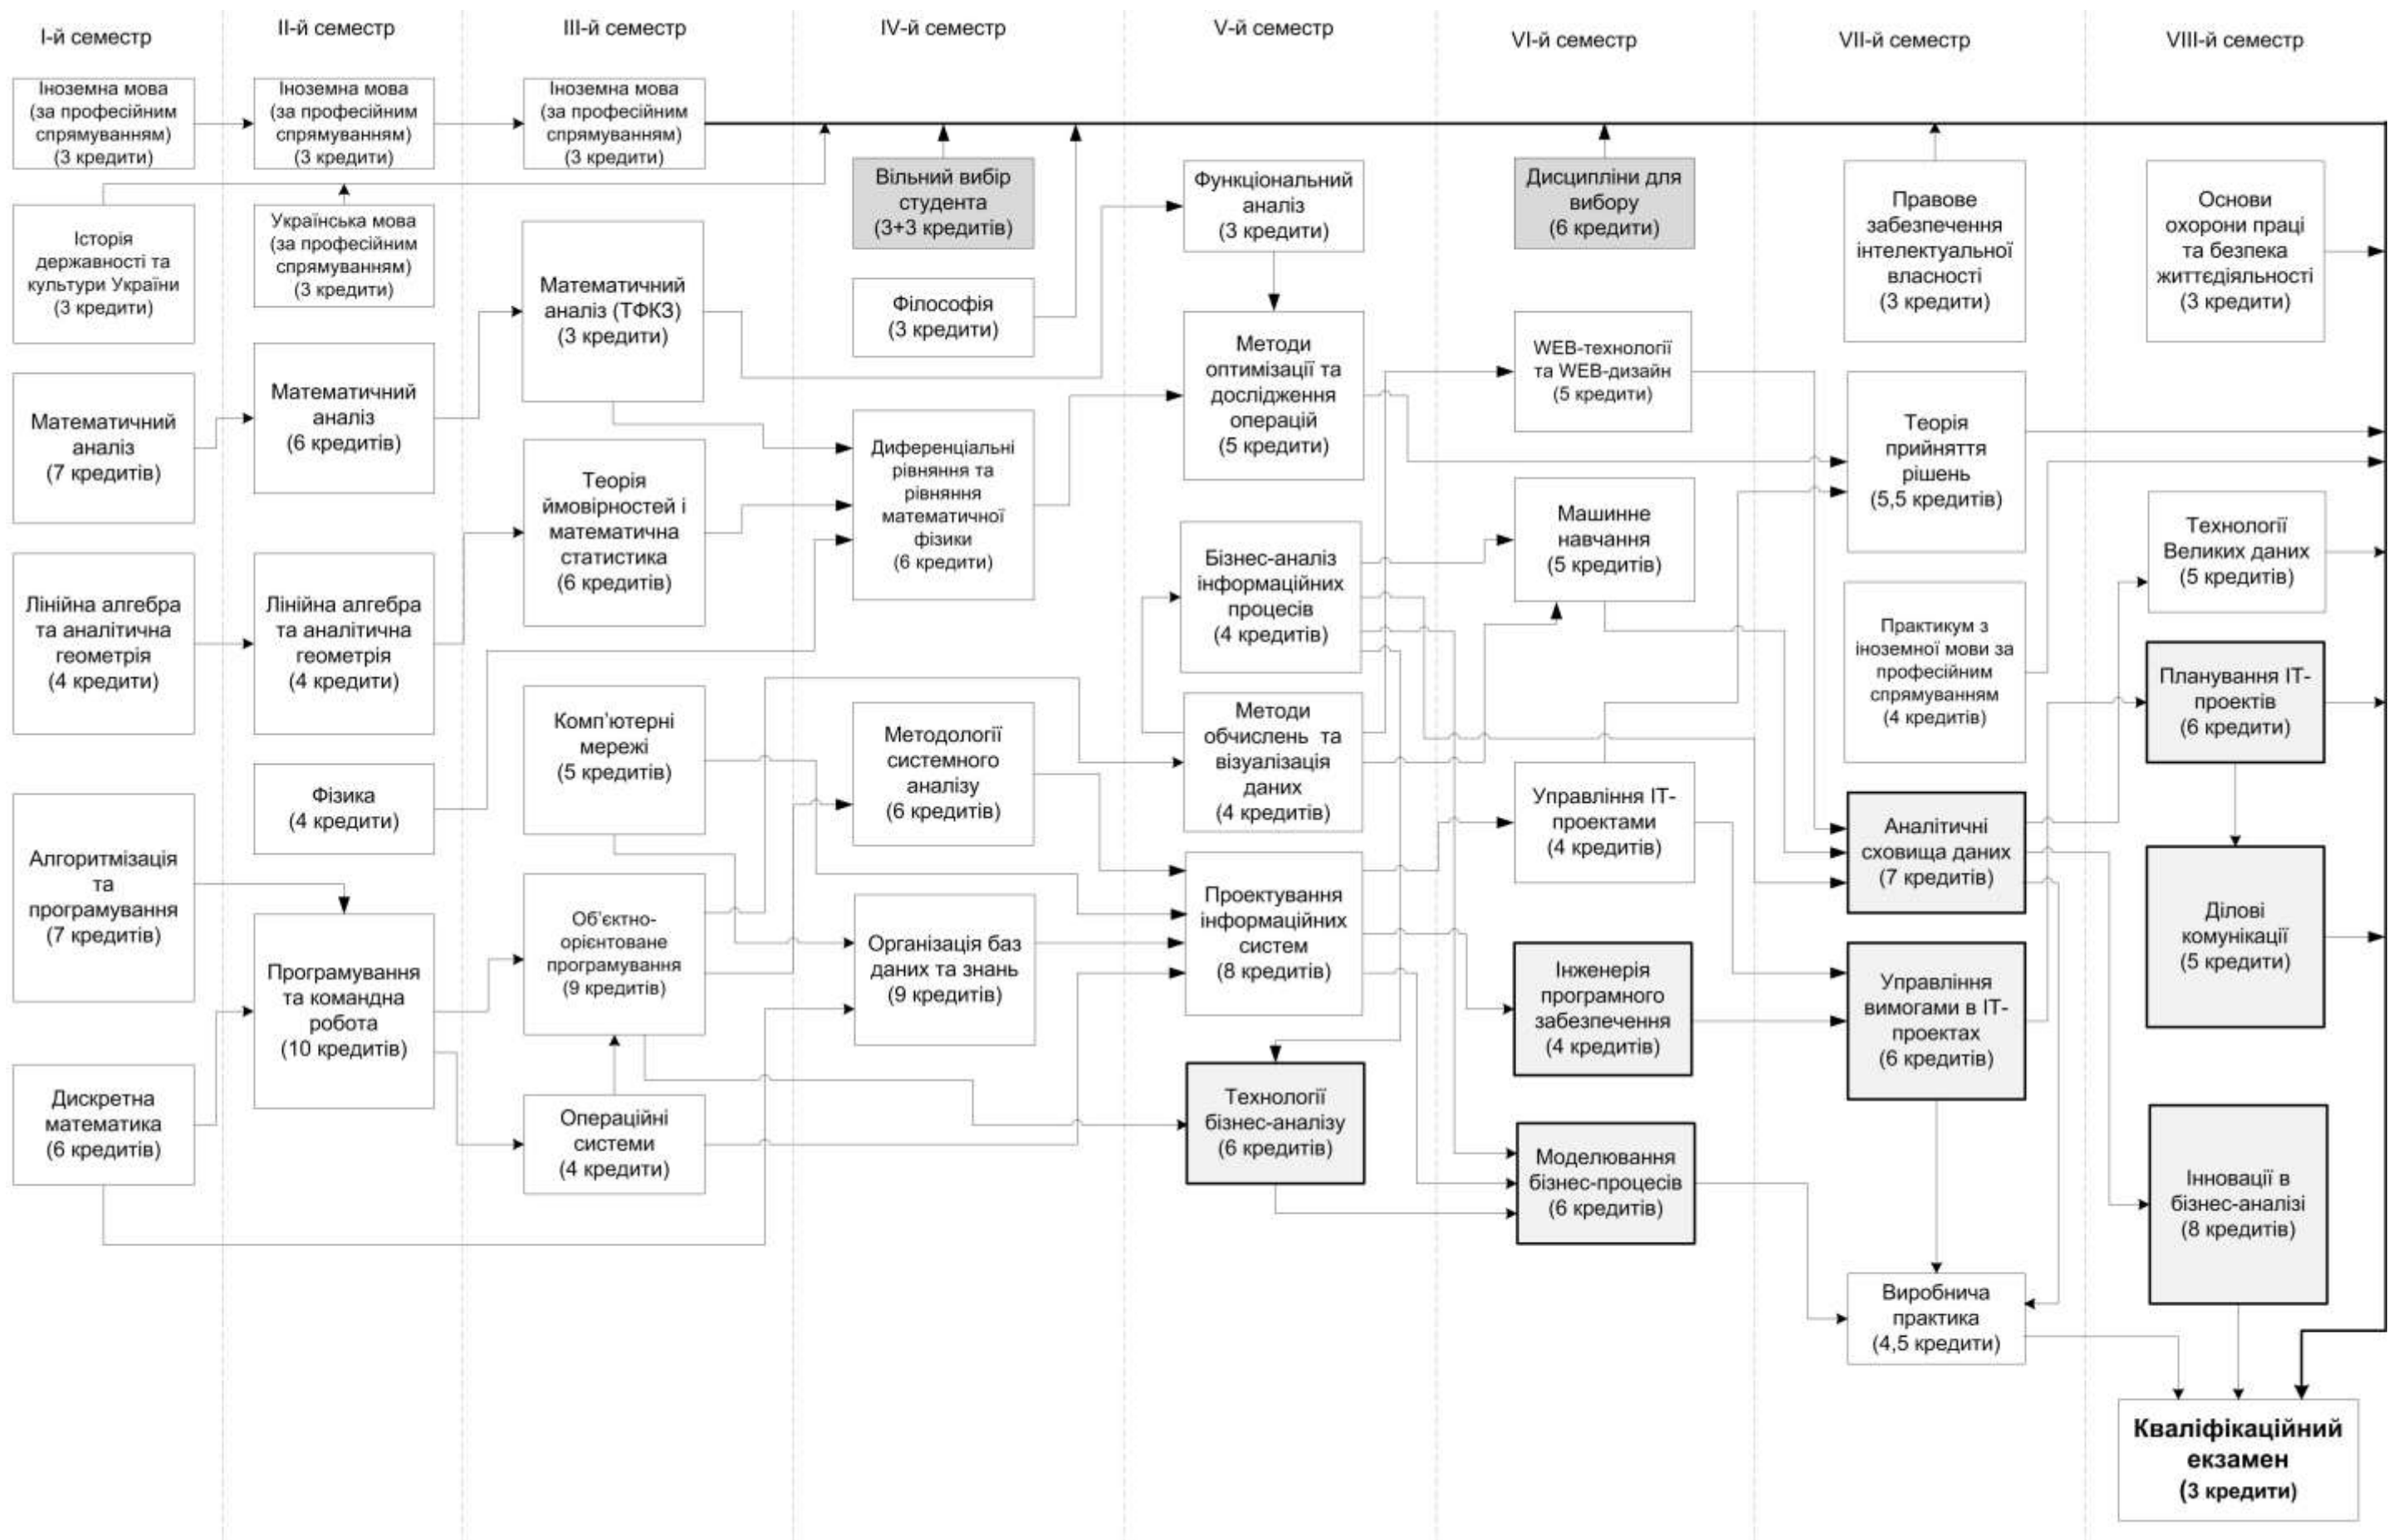 І-й семестр
ІІ-й семестр
ІІІ-й семестр
IV-й семестр
V-й семестр
VI-й семестр
VII-й семестр
VIII-й семестр
Іноземна мова
(за професійним
спрямуванням)
(3 кредити)
Історія
державності та
культури України
(3 кредити)
Математичний
аналіз
(7 кредитів)
Лінійна алгебра
та аналітична
геометрія
(4 кредити)
Алгоритмізація
та
програмування
(7 кредитів)
Дискретна
математика
(6 кредитів)
Іноземна мова
(за професійним
спрямуванням)
(3 кредити)
Українська мова
(за професійним
спрямуванням)
(3 кредити)
Математичний
аналіз
(6 кредитів)
Лінійна алгебра
та аналітична
геометрія
(4 кредити)
Фізика
(4 кредити)
Програмування
та командна
робота
(10 кредитів)
Іноземна мова
(за професійним
спрямуванням)
(3 кредити)
Математичний
аналіз (ТФКЗ)
(3 кредити)
Теорія
ймовірностей і
математична
статистика
(6 кредитів)
Комп'ютерні
мережі
(5 кредитів)
Об'єктно-
орієнтоване
програмування
(9 кредитів)
Операційні
системи
(4 кредити)
Вільний вибір
студента
(3+3 кредитів)
Філософія
(3 кредити)
Диференціальні
рівняння та
рівняння
математичної
фізики
(6 кредити)
Методології
системного
аналізу
(6 кредитів)
Організація баз
даних та знань
(9 кредитів)
Функціональний
аналіз
(3 кредити)
Методи
оптимізації та
дослідження
операцій
(5 кредити)
Бізнес-аналіз
інформаційних
процесів
(4 кредитів)
Методи
обчислень та
візуалізація
даних
(4 кредитів)
Проектування
інформаційних
систем
(8 кредитів)
Технології
бізнес-аналізу
(6 кредитів)
Дисципліни для
вибору
(6 кредити)
WEB-технології
та WEB-дизайн
(5 кредити)
Машинне
навчання
(5 кредитів)
Управління ІТ-
проектами
(4 кредитів)
Інженерія
програмного
забезпечення
(4 кредитів)
Моделювання
бізнес-процесів
(6 кредитів)
Правове
забезпечення
інтелектуальної
власності
(3 кредити)
Теорія
прийняття
рішень
(5,5 кредитів)
Практикум з
іноземної мови за
професійним
спрямуванням
(4 кредитів)
Аналітичні
сховища даних
(7 кредитів)
Управління
вимогами в ІТ-
проектах
(6 кредитів)
Виробнича
практика
(4,5 кредити)
Основи
охорони праці
та безпека
життєдіяльності
(3 кредити)
Технології
Великих даних
(5 кредитів)
Планування ІТ-
проектів
(6 кредити)
Ділові
комунікації
(5 кредити)
Інновації в
бізнес-аналізі
(8 кредитів)
Кваліфікаційний
екзамен
(3 кредити)